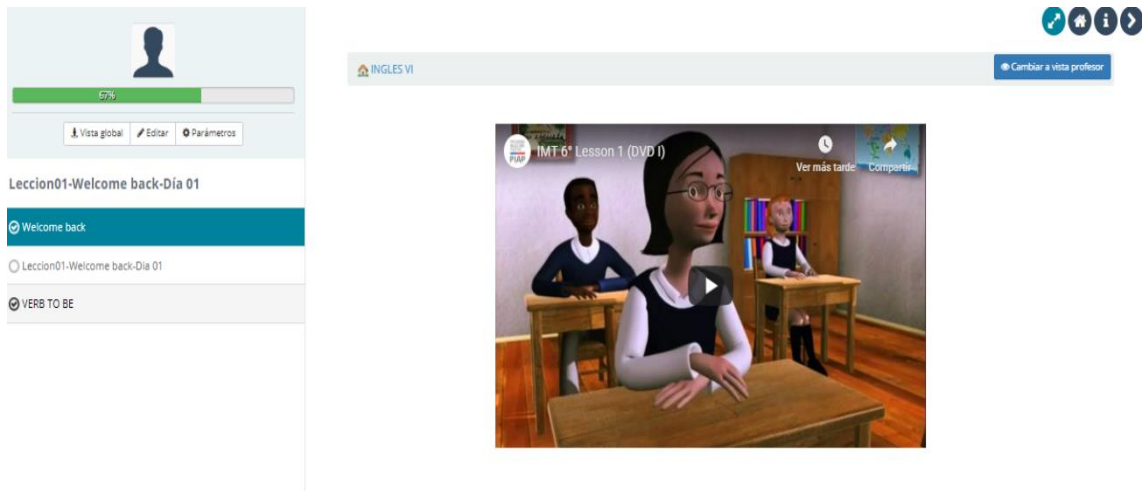 67%
Vista global
Editar
Parámetros
Leccion01-Welcome back-Día 01
Welcome back
Leccion01-Welcome back-Dia 01
VERB TO BE
INGLES VI
Cambiar a vista profesor
PIAP
IMT 6° Lesson 1 (DVD I)
Ver más tarde
Compartir